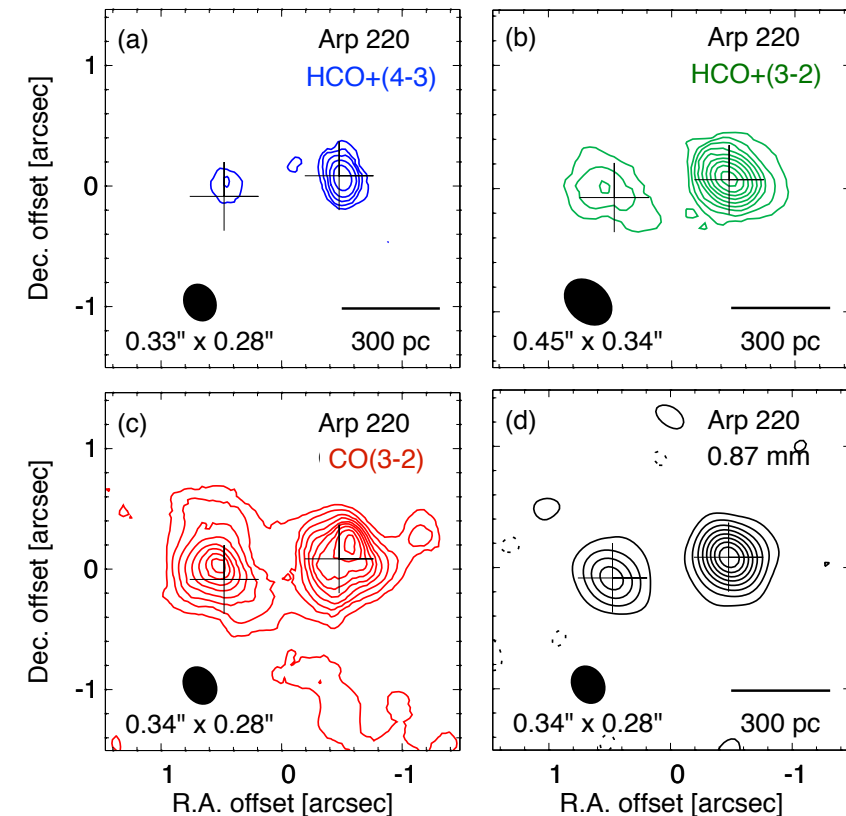 (a) Arp 220
HCO+(4-3)
1
0
-1
Dec. offset [arcsec]
0.33" x 0.28"
300 pc
(b) Arp 220
HCO+(3-2)
0.45" x 0.34"
300 pc
(c) Arp 220
CO(3-2)
1
0
-1
Dec. offset [arcsec]
0.34" x 0.28"
1 0 -1
R.A. offset [arcsec]
(d) Arp 220
0.87 mm
0.34" x 0.28"
300 pc
1 0 -1
R.A. offset [arcsec]